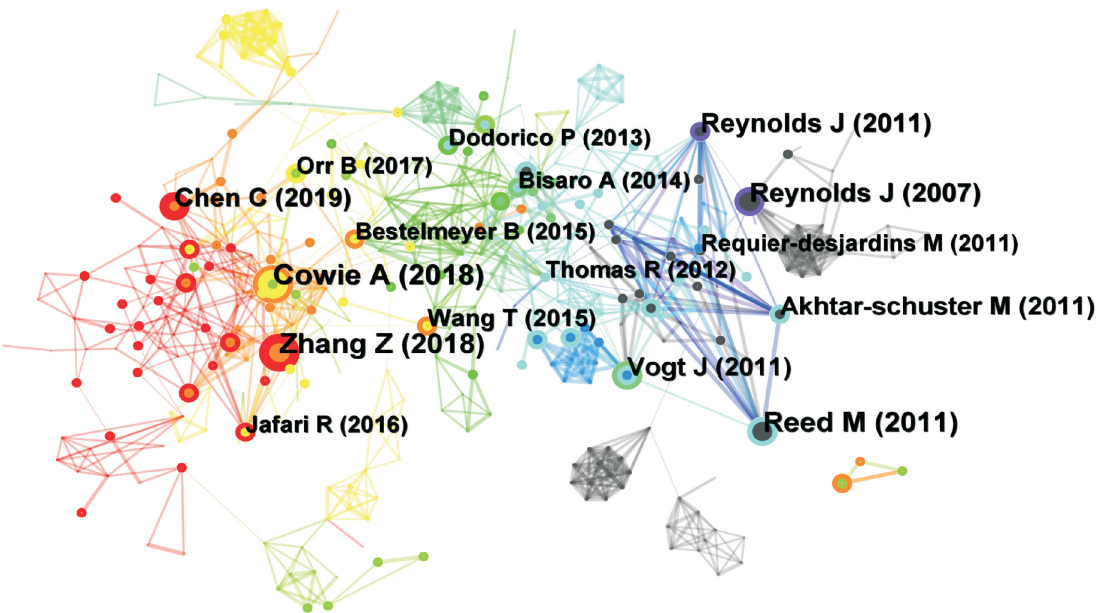 Reynolds J (2011)
Dodorico P (2013)
Orr B (2017)
Bisaro A (2014)
Chen C (2019)
Reynolds J (2007)
Bestelmeyer B (2015)
Requier-desjardins M (2011)
Thomas R (2012)
Cowie A (2018)
Akhtar-schuster M (2011)
Wang T (2015)
Zhang Z (2018)
Vogt J (2011)
Jafari R (2016)
Reed M (2011)